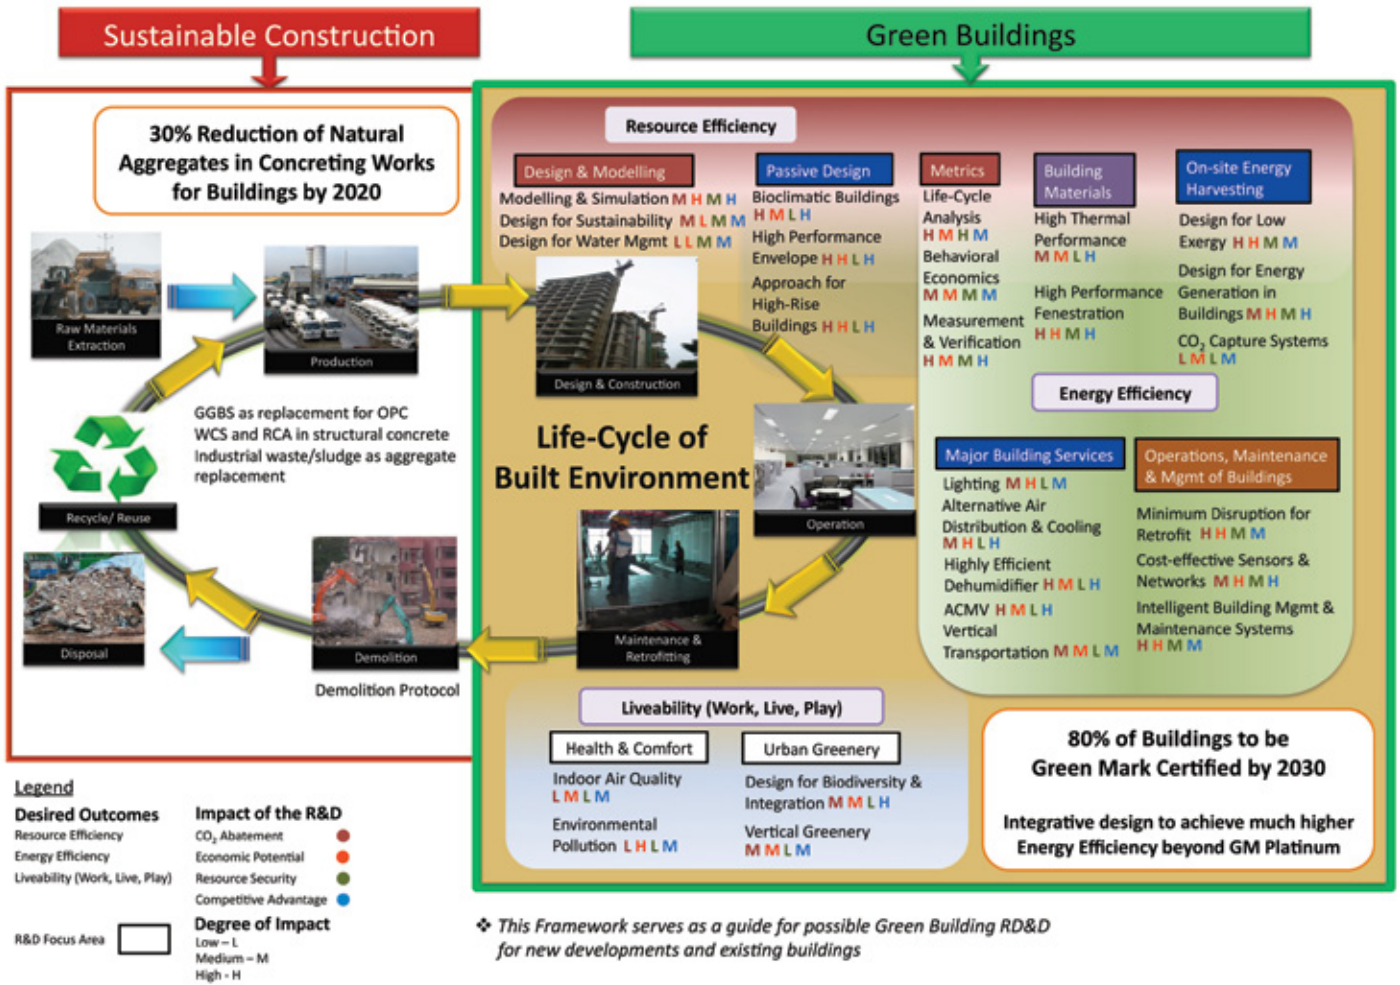 Sustainable Construction
Green Buildings
30% Reduction of Natural
Aggregates in Concreting Works
for Buildings by 2020
Raw Materials
Extraction
Production
GGBS as replacement for OPC
WCS and RCA in structural concrete
Industrial waste/sludge as aggregate
replacement
Recycle/ Reuse
Disposal
Demolition
Demolition Protocol
Resource Efficiency
Design & Modelling
Modelling & Simulation M H M H
Design for Sustainability M L M M
Design for Water Mgmt L L M M
Passive Design
Bioclimatic Buildings
H M L H
High Performance
Envelope H H L H
Approach for
High-Rise
Buildings H H L H
Metrics
Life-Cycle
Analysis
H M H M
Behavioral
Economics
M M M M
Measurement
& Verification
H M M H
Building
Materials
High Thermal
Performance
M M L H
High Performance
Fenestration
H H M H
On-site Energy
Harvesting
Design for Low
Exergy H H M M
Design for Energy
Generation in
Buildings M H M H
CO2 Capture Systems
L M L M
Design & Construction
Life-Cycle of
Built Environment
Operation
Maintenance &
Retrofitting
Energy Efficiency
Major Building Services
Lighting M H L M
Alternative Air
Distribution & Cooling
M H L H
Highly Efficient
Dehumidifier H M L H
ACMV H M L H
Vertical
Transportation M M L M
Operations, Maintenance
& Mgmt of Buildings
Minimum Disruption for
Retrofit H H M M
Cost-effective Sensors &
Networks M H M H
Intelligent Building Mgmt &
Maintenance Systems
H H M M
Liveability (Work, Live, Play)
Health & Comfort
Indoor Air Quality
L M L M
Environmental
Pollution L H L M
Urban Greenery
Design for Biodiversity &
Integration M M L H
Vertical Greenery
M M L M
80% of Buildings to be
Green Mark Certified by 2030
Integrative design to achieve much higher
Energy Efficiency beyond GM Platinum
Legend
Desired Outcomes
Resource Efficiency
Energy Efficiency
Liveability (Work, Live, Play)
R&D Focus Area
Impact of the R&D
CO2 Abatement
Economic Potential
Resource Security
Competitive Advantage
Degree of Impact
Low – L
Medium – M
High - H
❖ This Framework serves as a guide for possible Green Building RD&D
for new developments and existing buildings